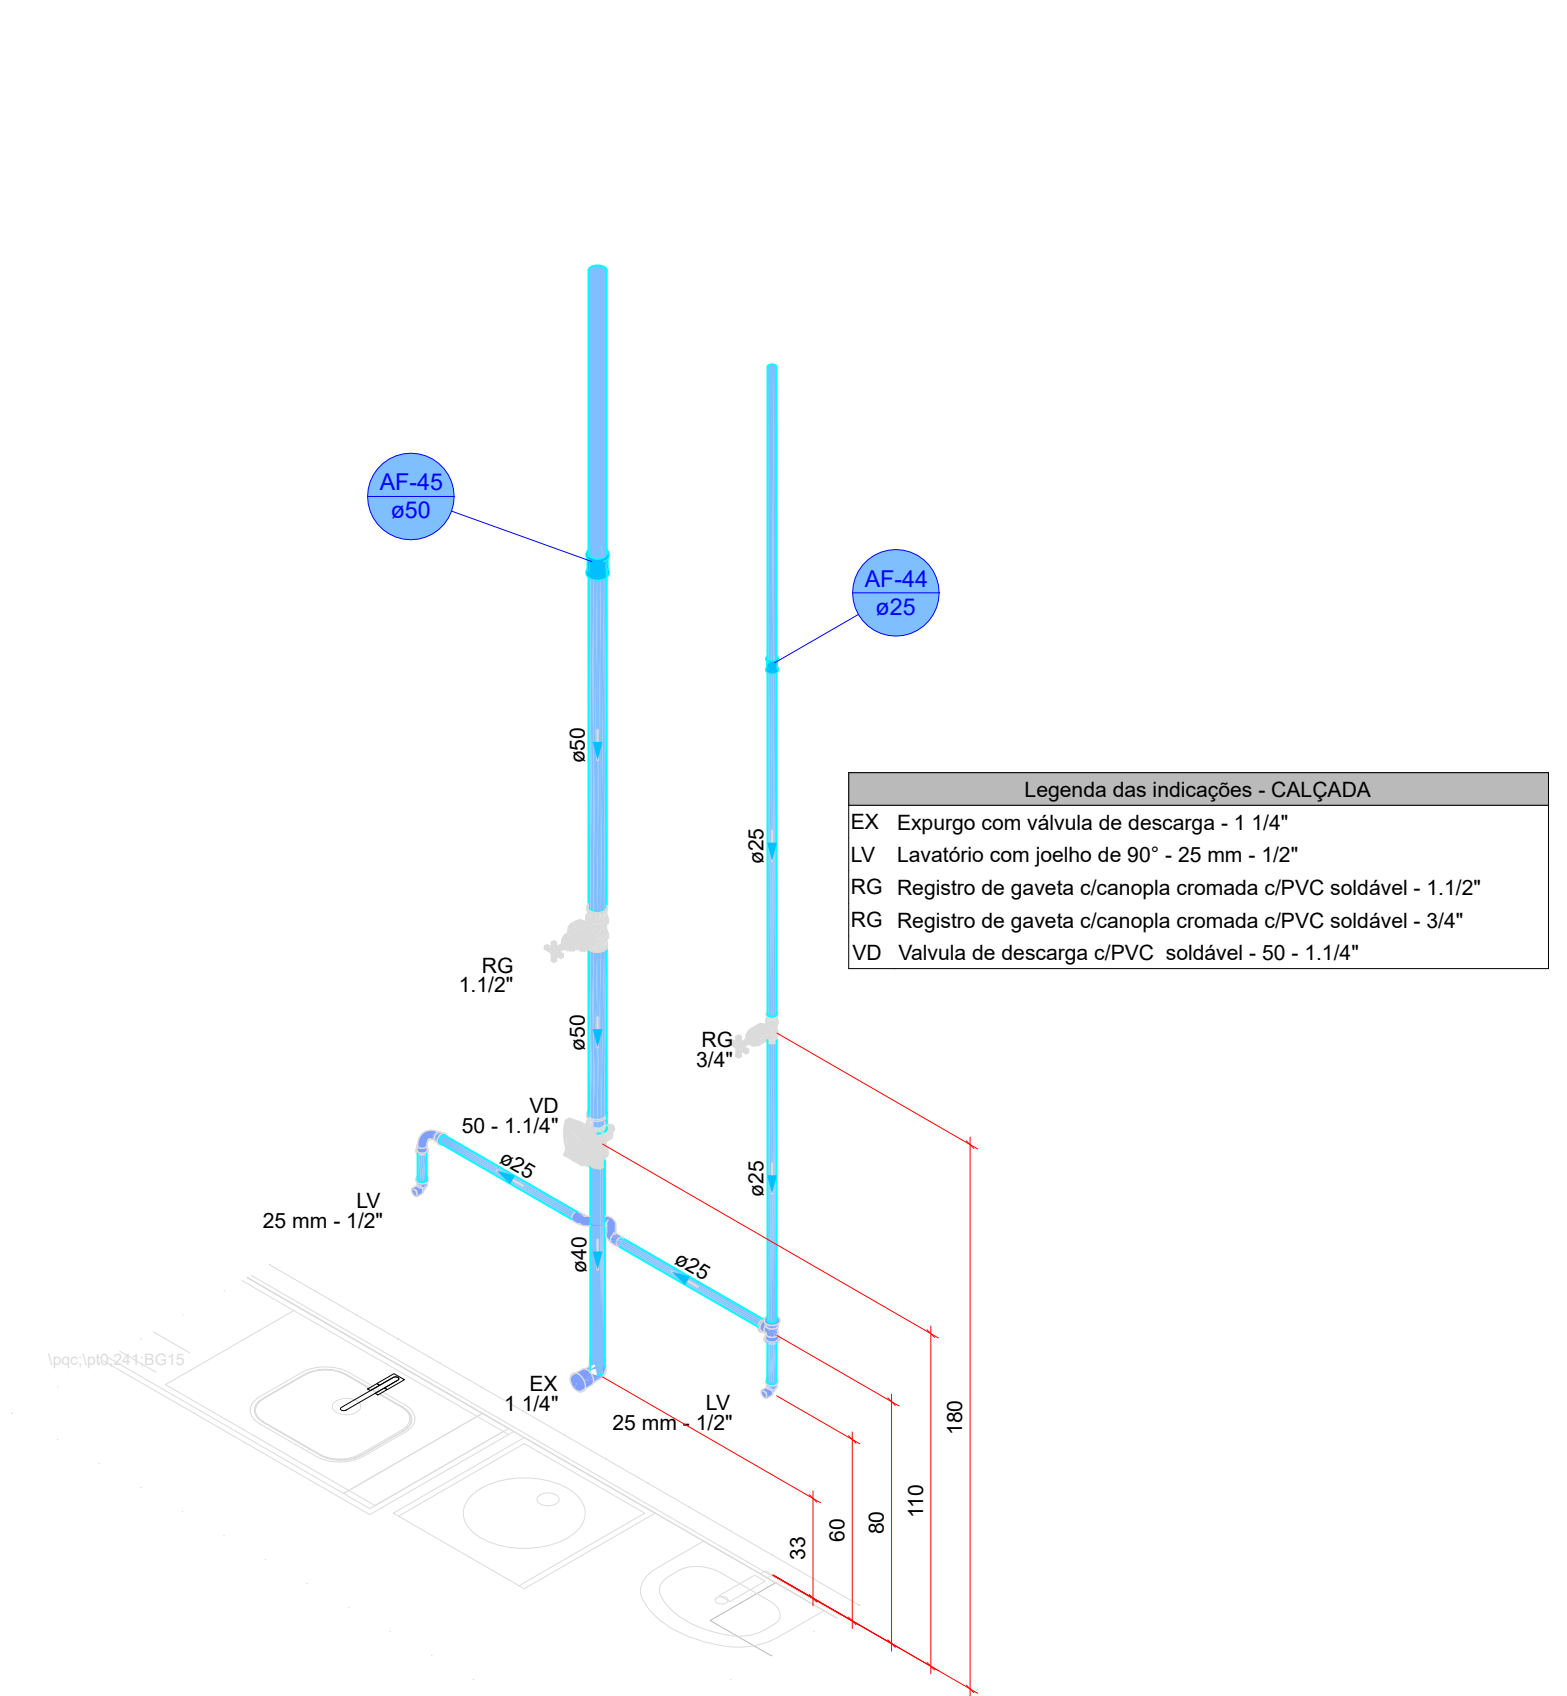 AF-45
ø50
AF-44
ø25
ø50
ø25
Legenda das indicações - CALÇADA
EX Expurgo com válvula de descarga - 1 1/4"
LV Lavatório com joelho de 90° - 25 mm - 1/2"
RG Registro de gaveta c/canopla cromada c/PVC soldável - 1.1/2"
RG Registro de gaveta c/canopla cromada c/PVC soldável - 3/4"
VD Valvula de descarga c/PVC soldável - 50 - 1.1/4"
RG
1.1/2"
ø50
RG
3/4"
VD
50 - 1.1/4"
ø25
ø25
LV
25 mm - 1/2"
ø40
ø25
\pqc;\pt0;241;BG15
EX
1 1/4"
LV
25 mm - 1/2"
180
110
80
60
33